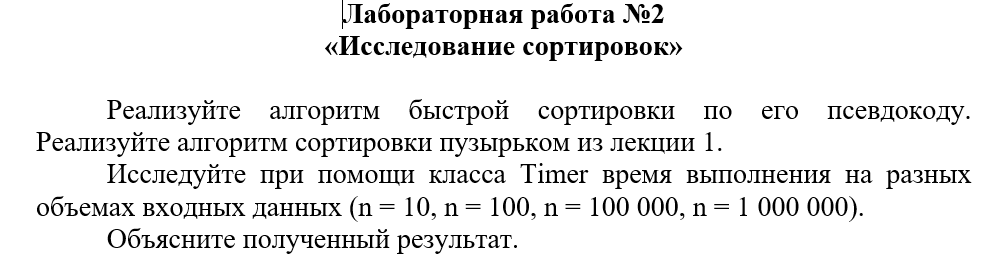 Лабораторная работа №2
«Исследование сортировок»
Реализуйте алгоритм быстрой сортировки по его псевдокоду.
Реализуйте алгоритм сортировки пузырьком из лекции 1.
Исследуйте при помощи класса Timer время выполнения на разных
объемах входных данных (n = 10, n = 100, n = 100 000, n = 1 000 000).
Объясните полученный результат.